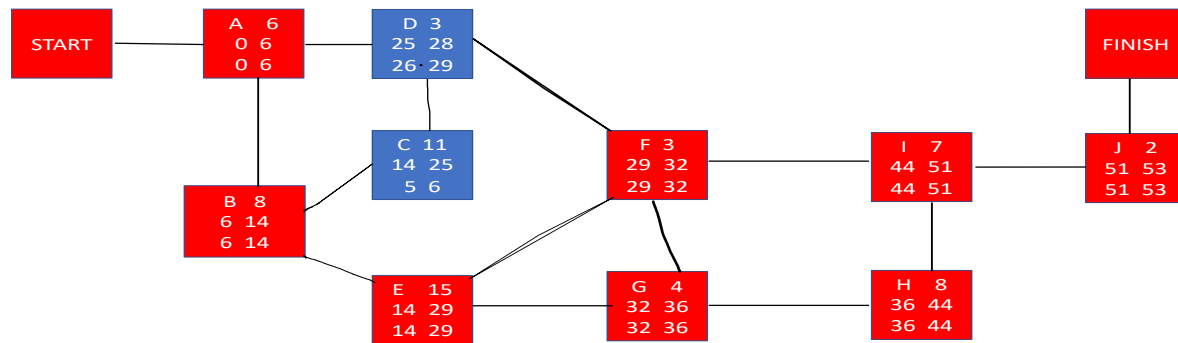 START
A 6
0 6
0 6
D 3
25 28
26 29
FINISH
C 11
14 25
5 6
F 3
29 32
29 32
I 7
44 51
44 51
J 2
51 53
51 53
B 8
6 14
6 14
E 15
14 29
14 29
G 4
32 36
32 36
H 8
36 44
36 44